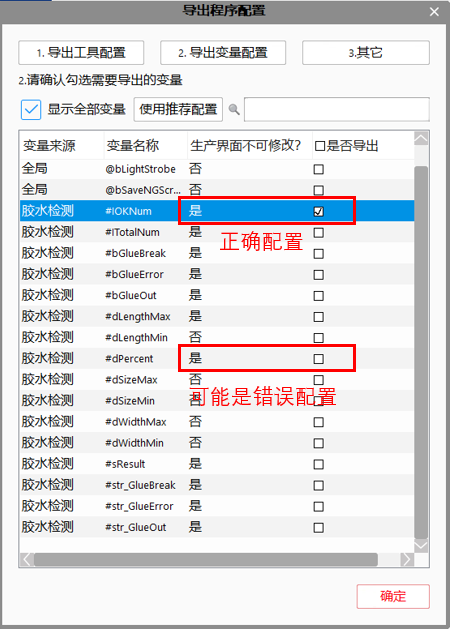 导出程序配置
1. 导出工具配置 2. 导出变量配置 3.其它
2.请确认勾选需要导出的变量
显示全部变量 使用推荐配置
变量来源 变量名称 生产界面不可修改? 是否导出
全局 @bLightStrobe 否
全局 @bSaveNGScr... 否
胶水检测 #IOKNum 是
胶水检测 #ITotalNum 是
正确配置
胶水检测 #bGlueBreak 是
胶水检测 #bGlueError 是
胶水检测 #bGlueOut 是
胶水检测 #dLengthMax 是
胶水检测 #dLengthMin 否
胶水检测 #dPercent 是
胶水检测 #dSizeMax 否
胶水检测 #dSizeMin 否
可能是错误配置
胶水检测 #dWidthMax 否
胶水检测 #dWidthMin 否
胶水检测 #sResult 是
胶水检测 #str_GlueBreak 是
胶水检测 #str_GlueError 是
胶水检测 #str_GlueOut 是
确定